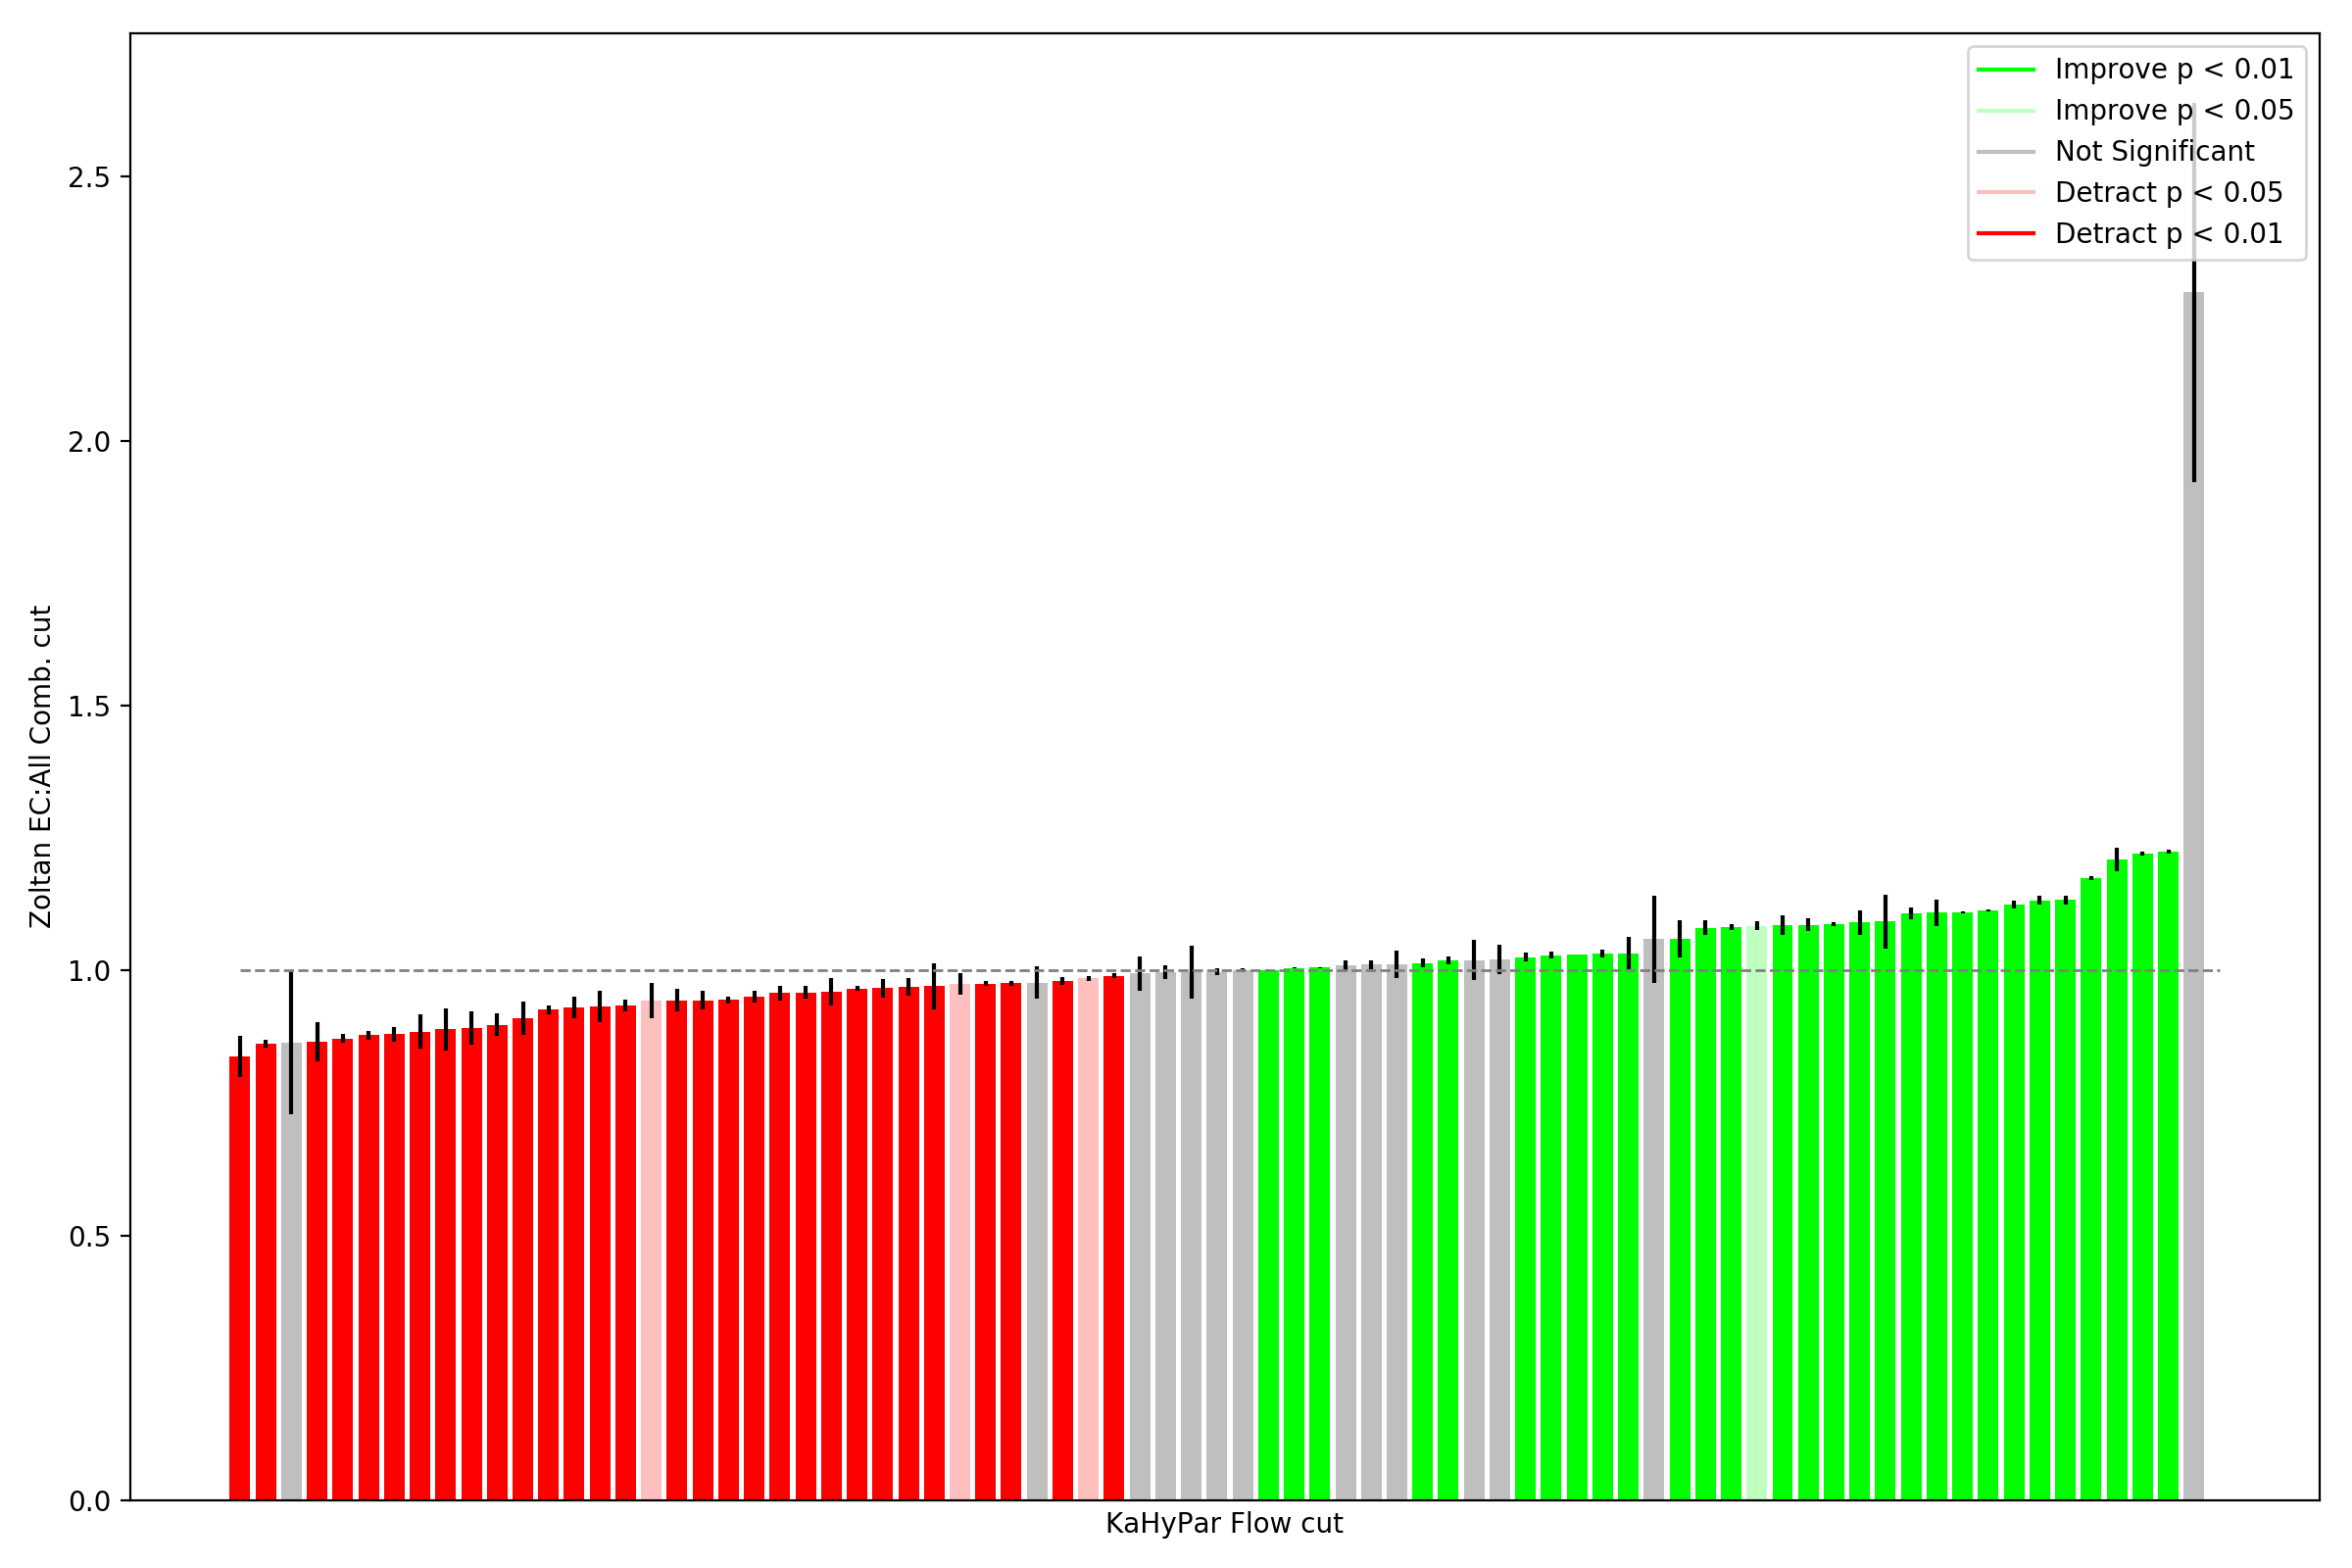 Improve p < 0.01
Improve p < 0.05
Not Significant
Detract p < 0.05
Detract p < 0.01
2.5
2.0
1.5
1.0
0.5
0.0
Zoltan EC:All Comb. cut
KaHyPar Flow cut